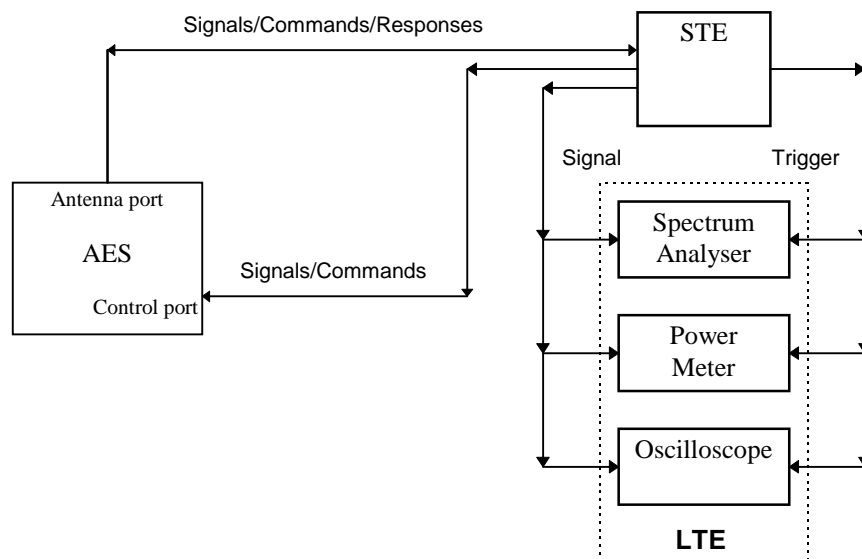 Signals/Commands/Responses
STE
Signal
Trigger
Antenna port
AES
Control port
Signals/Commands
Spectrum
Analyser
Power
Meter
Oscilloscope
LTE